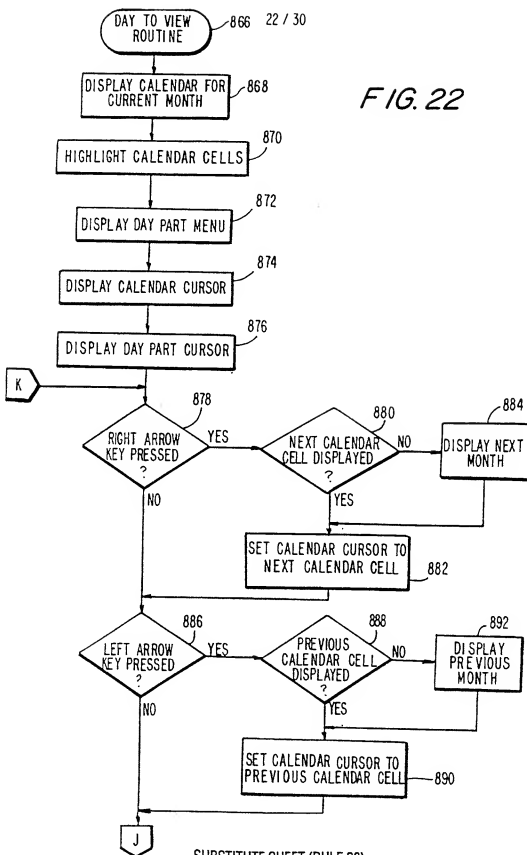 DAY TO VIEW
ROUTINE
866
22 / 30
DISPLAY CALENDAR FOR
CURRENT MONTH
868
FIG. 22
870
HIGHLIGHT CALENDAR CELLS
872
DISPLAY DAY PART MENU
874
DISPLAY CALENDAR CURSOR
876
DISPLAY DAY PART CURSOR
K
878
RIGHT ARROW
KEY PRESSED
?
YES
NO
880
NEXT CALENDAR
CELL DISPLAYED
?
NO
YES
884
DISPLAY NEXT
MONTH
SET CALENDAR CURSOR TO
NEXT CALENDAR CELL
882
886
LEFT ARROW
KEY PRESSED
?
YES
NO
888
PREVIOUS
CALENDAR CELL
DISPLAYED
?
NO
YES
892
DISPLAY
PREVIOUS
MONTH
SET CALENDAR CURSOR TO
PREVIOUS CALENDAR CELL
890
J
SUBSTITUTE SHEET (RULE